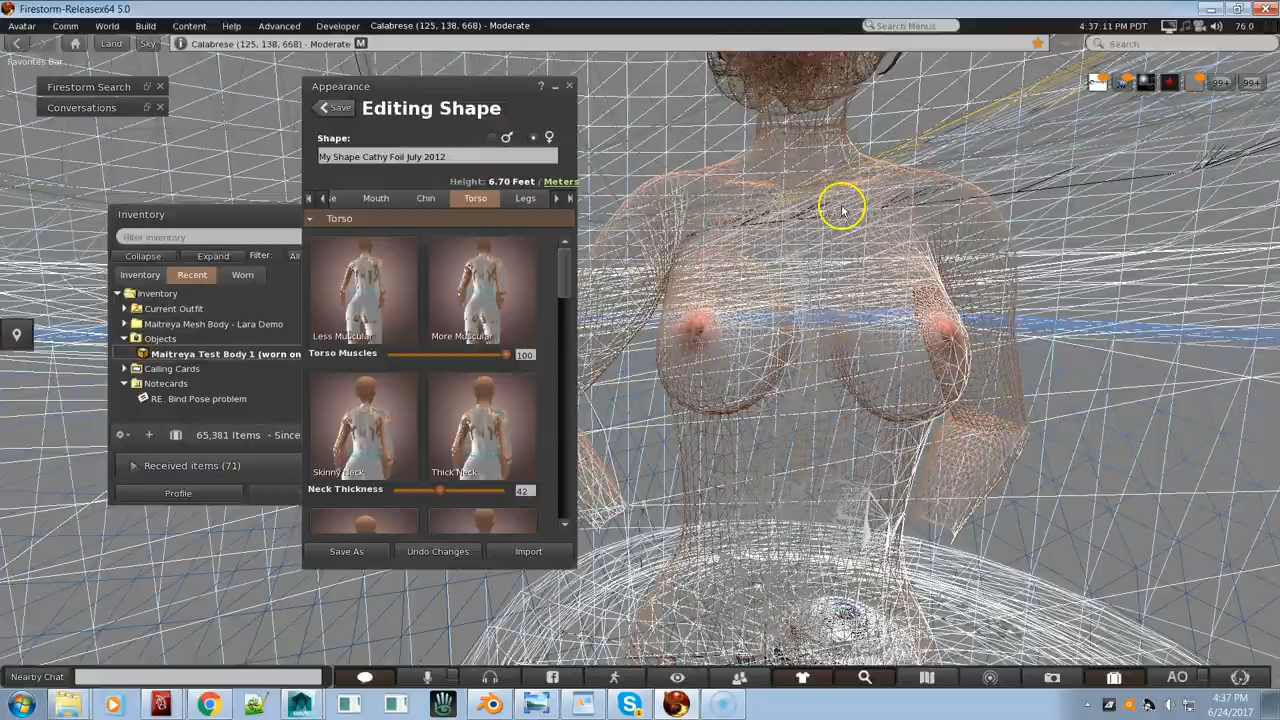 Firestorm-Releasex64 5.0
Avatar Comm World Build Content Help Advanced Developer Calabrese (125, 138, 668) - Moderate Search Menus 4:37:11 PM PDT 76.0
Land Sky Calabrese (125, 138, 668) - Moderate M Search
Favorites Bar
Firestorm Search
Conversations
99+ 99+
Appearance ?
Save Editing Shape
Shape:
My Shape Cathy Foil July 2012
Height: 6.70 Feet / Meters
Mouth Chin Torso Legs
Torso
Less Muscular More Muscular
Torso Muscles 100
Skinny Neck Thick Neck
Neck Thickness 42
Save As Undo Changes Import
Inventory
Filter Inventory
Collapse Expand Filter: All
Inventory Recent Worn
Inventory
Current Outfit
Maitreya Mesh Body - Lara Demo
Objects
Maitreya Test Body 1 (worn on
Calling Cards
Notecards
RE. Bind Pose problem
65,381 Items - Since
Received items (71)
Profile
Nearby Chat
AO
4:37 PM
6/24/2017